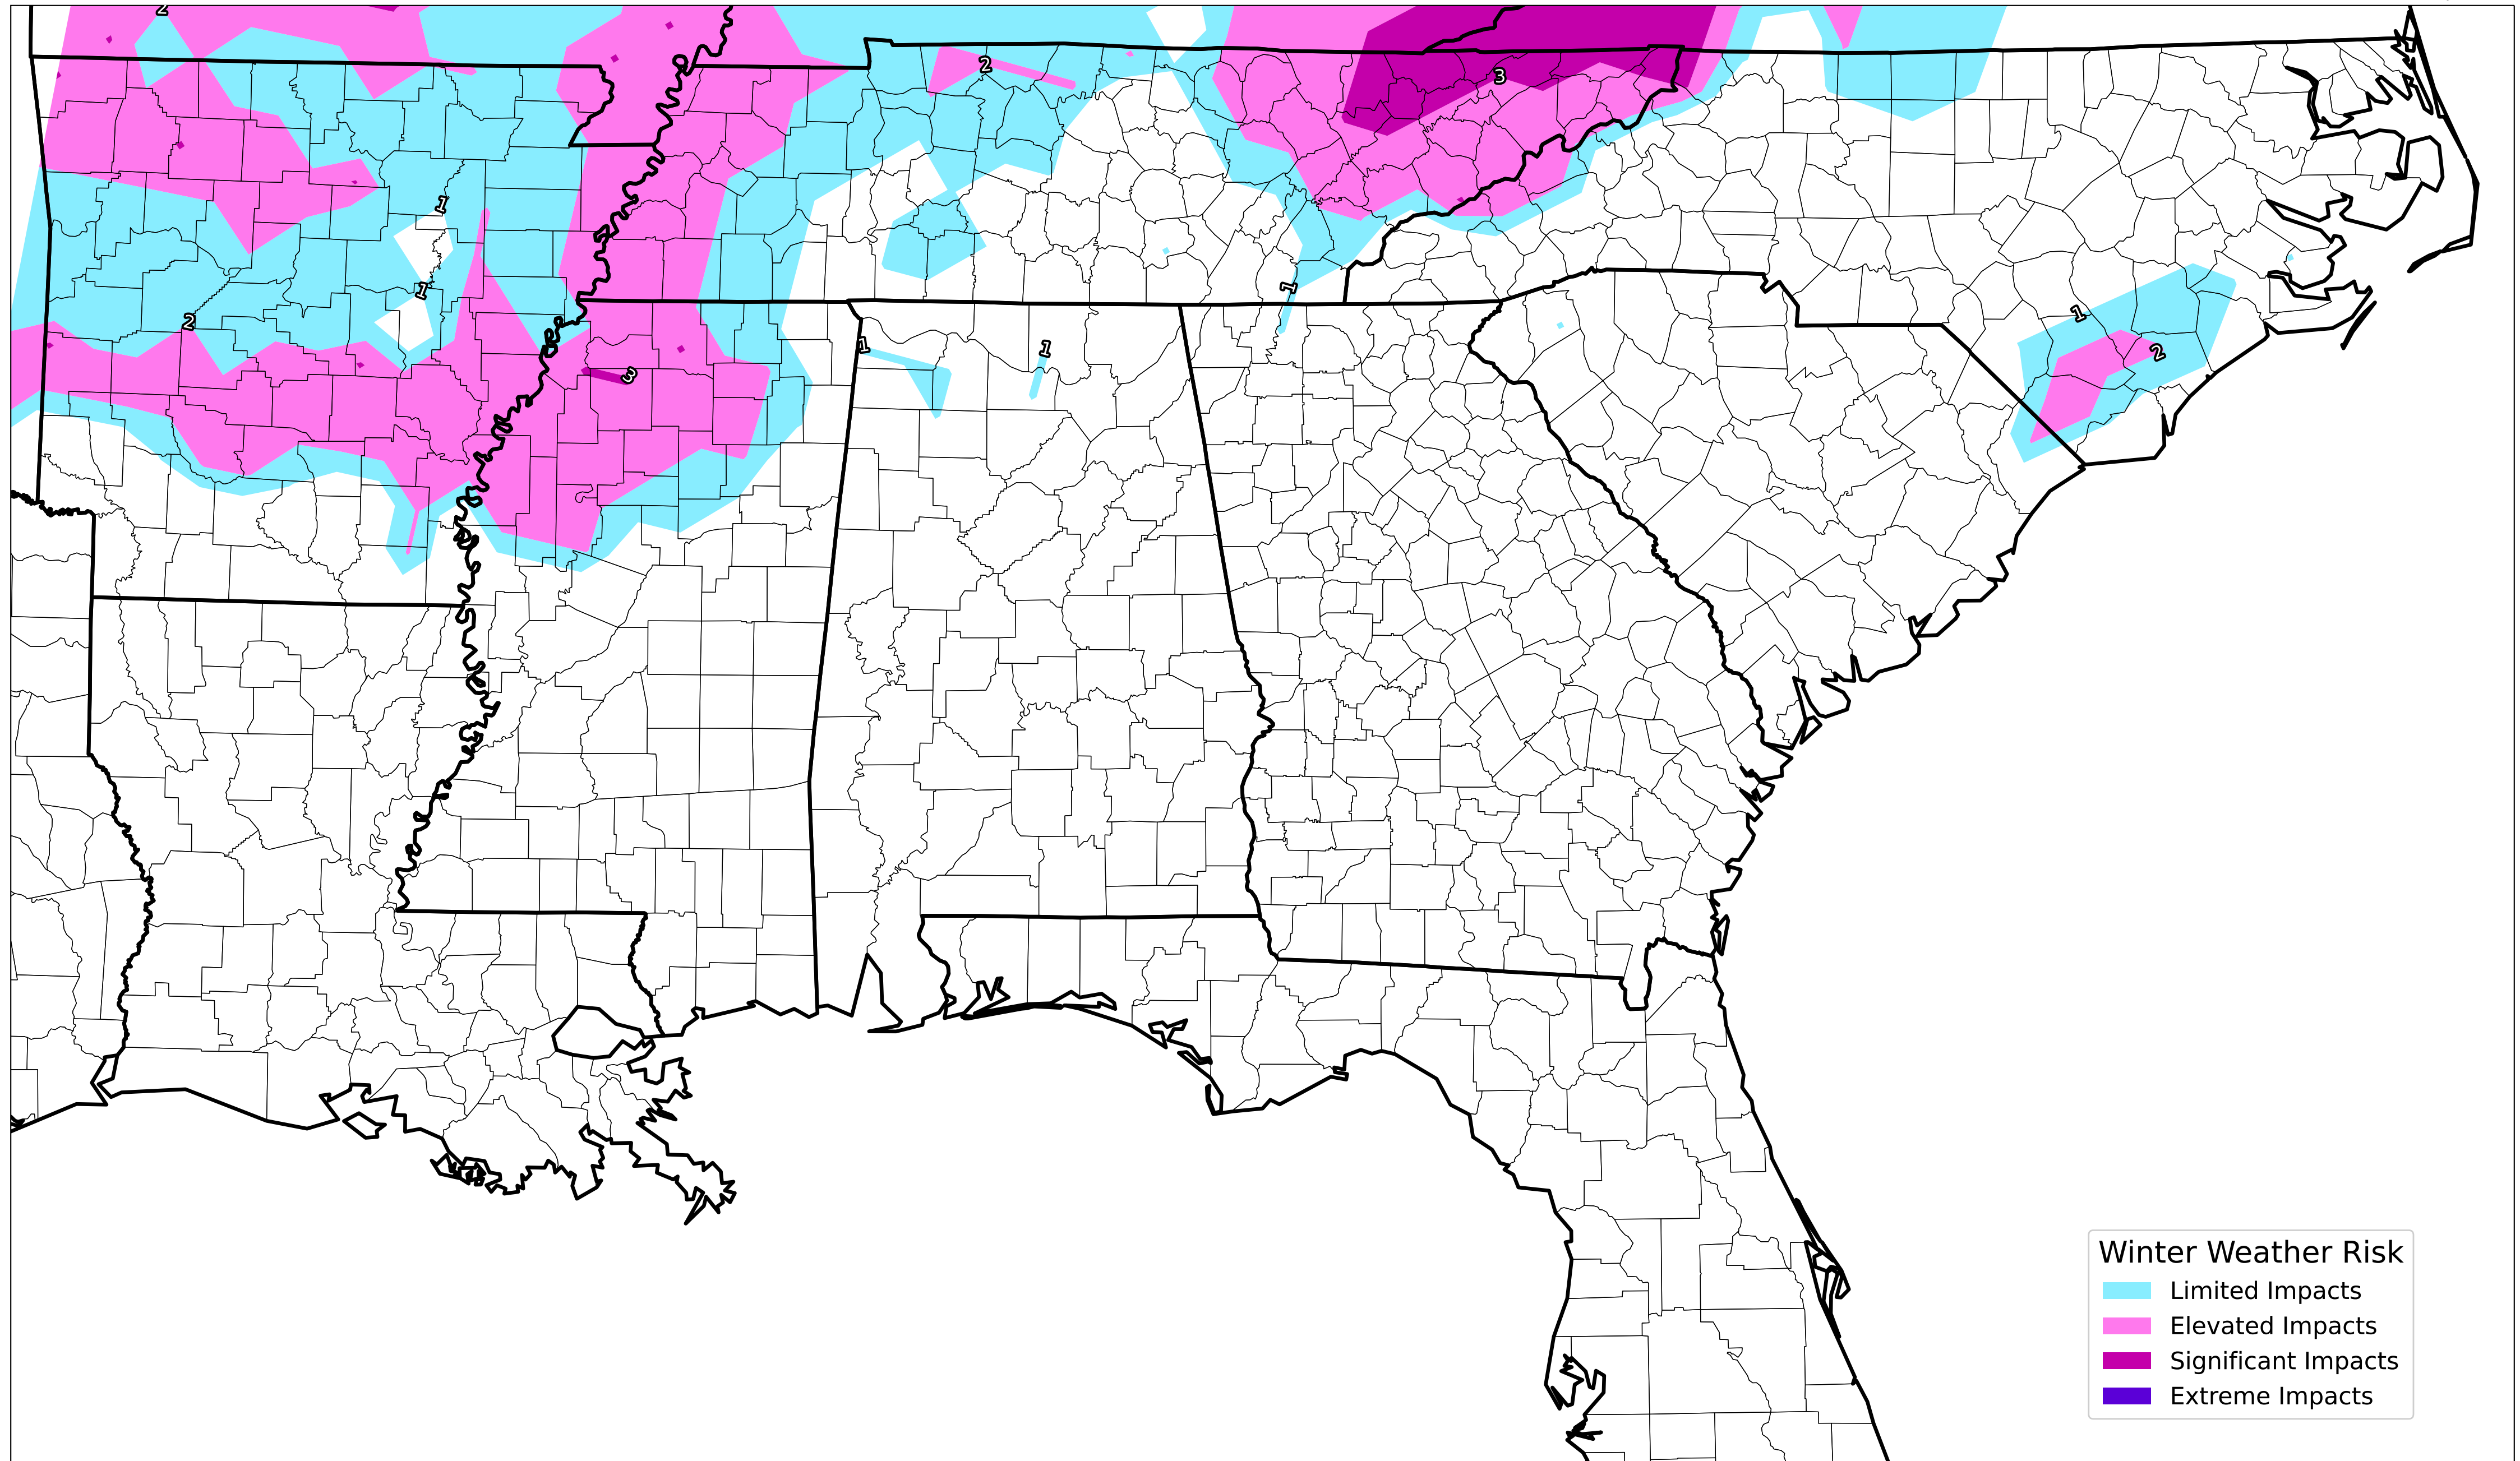 2
2
3
1
1
1
2
1
2
3
1
1
Winter Weather Risk
Limited Impacts
Elevated Impacts
Significant Impacts
Extreme Impacts